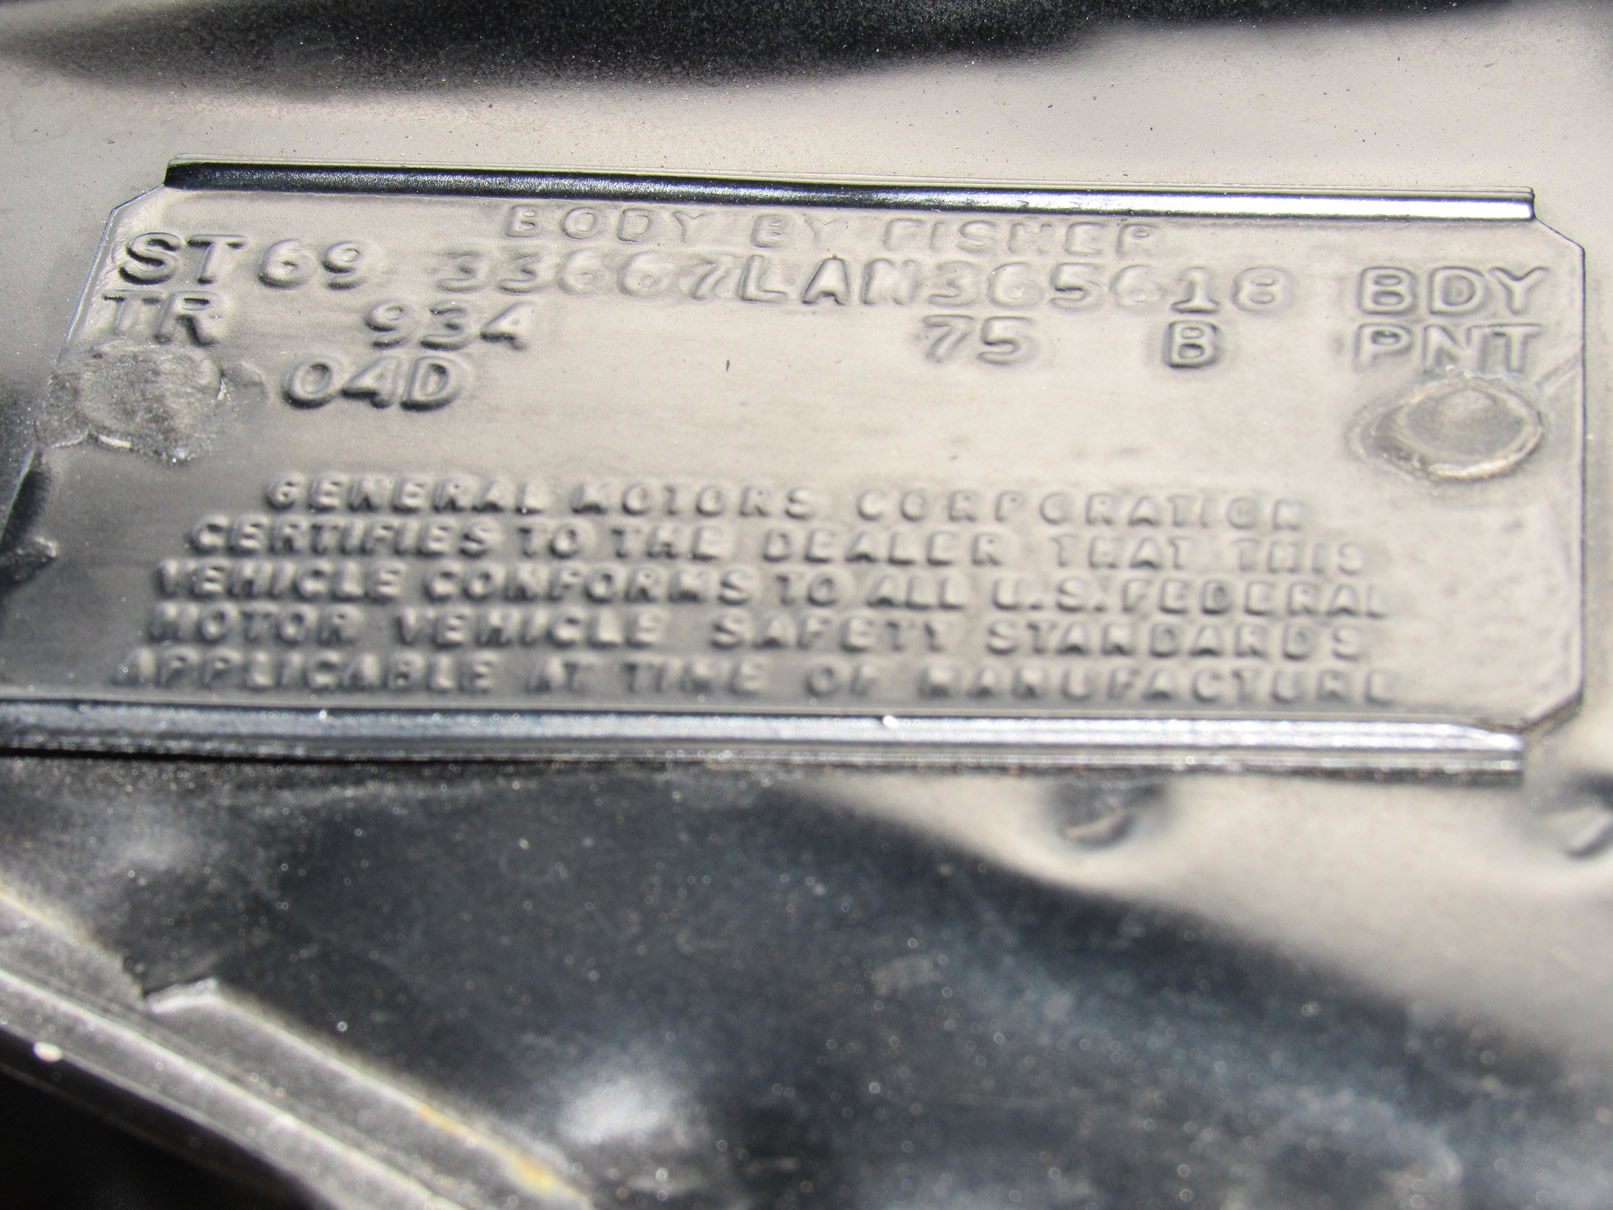 BODY BY FISHER
ST 69 33667LAN365618 BDY
TR 934 75 B PNT
04D
GENERAL MOTORS CORPORATION
CERTIFIES TO THE DEALER THAT THIS
VEHICLE CONFORMS TO ALL U.S. FEDERAL
MOTOR VEHICLE SAFETY STANDARDS
APPLICABLE AT TIME OF MANUFACTURE